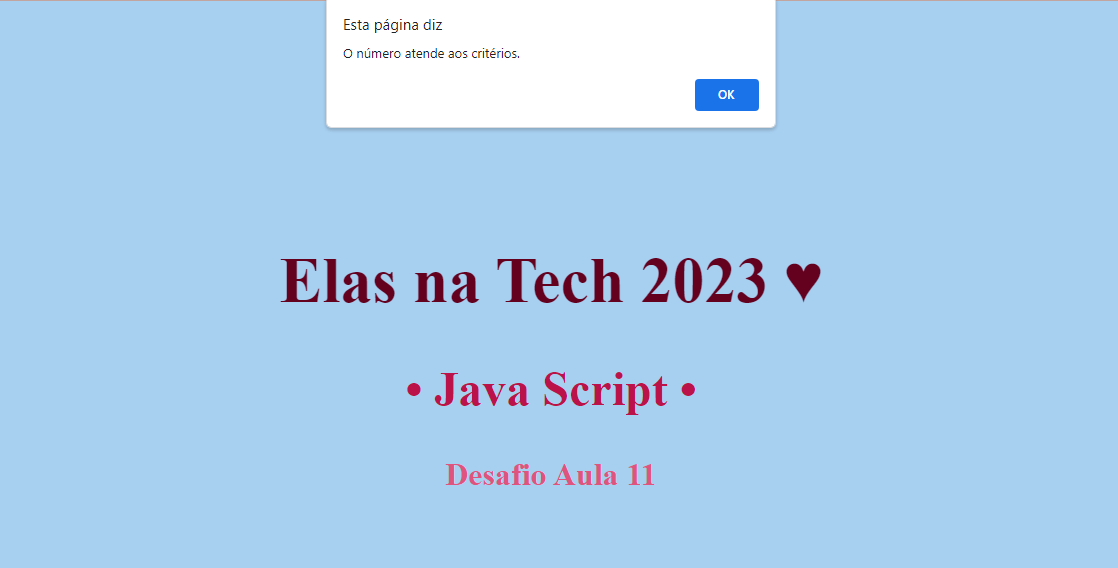 Esta página diz
O número atende aos critérios.
OK
Elas na Tech 2023 ♥
• Java Script •
Desafio Aula 11